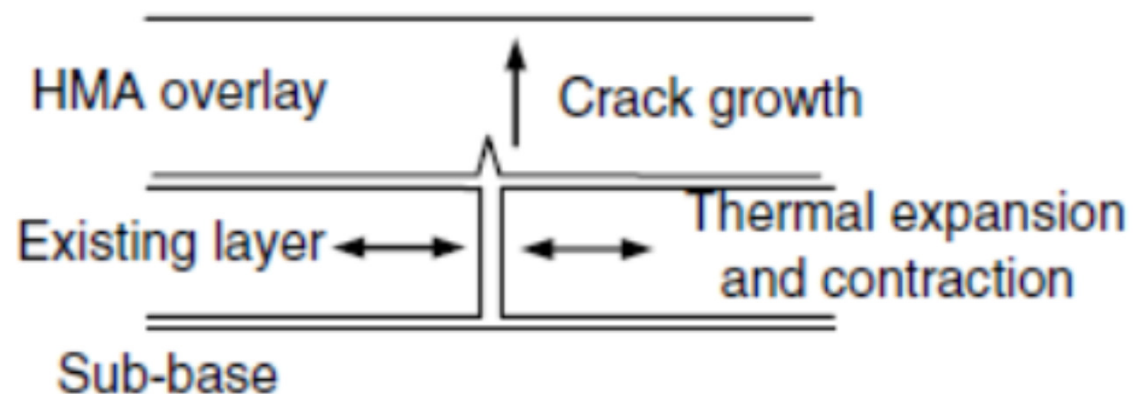 HMA overlay
Crack growth
Existing layer
Thermal expansion
and contraction
Sub-base